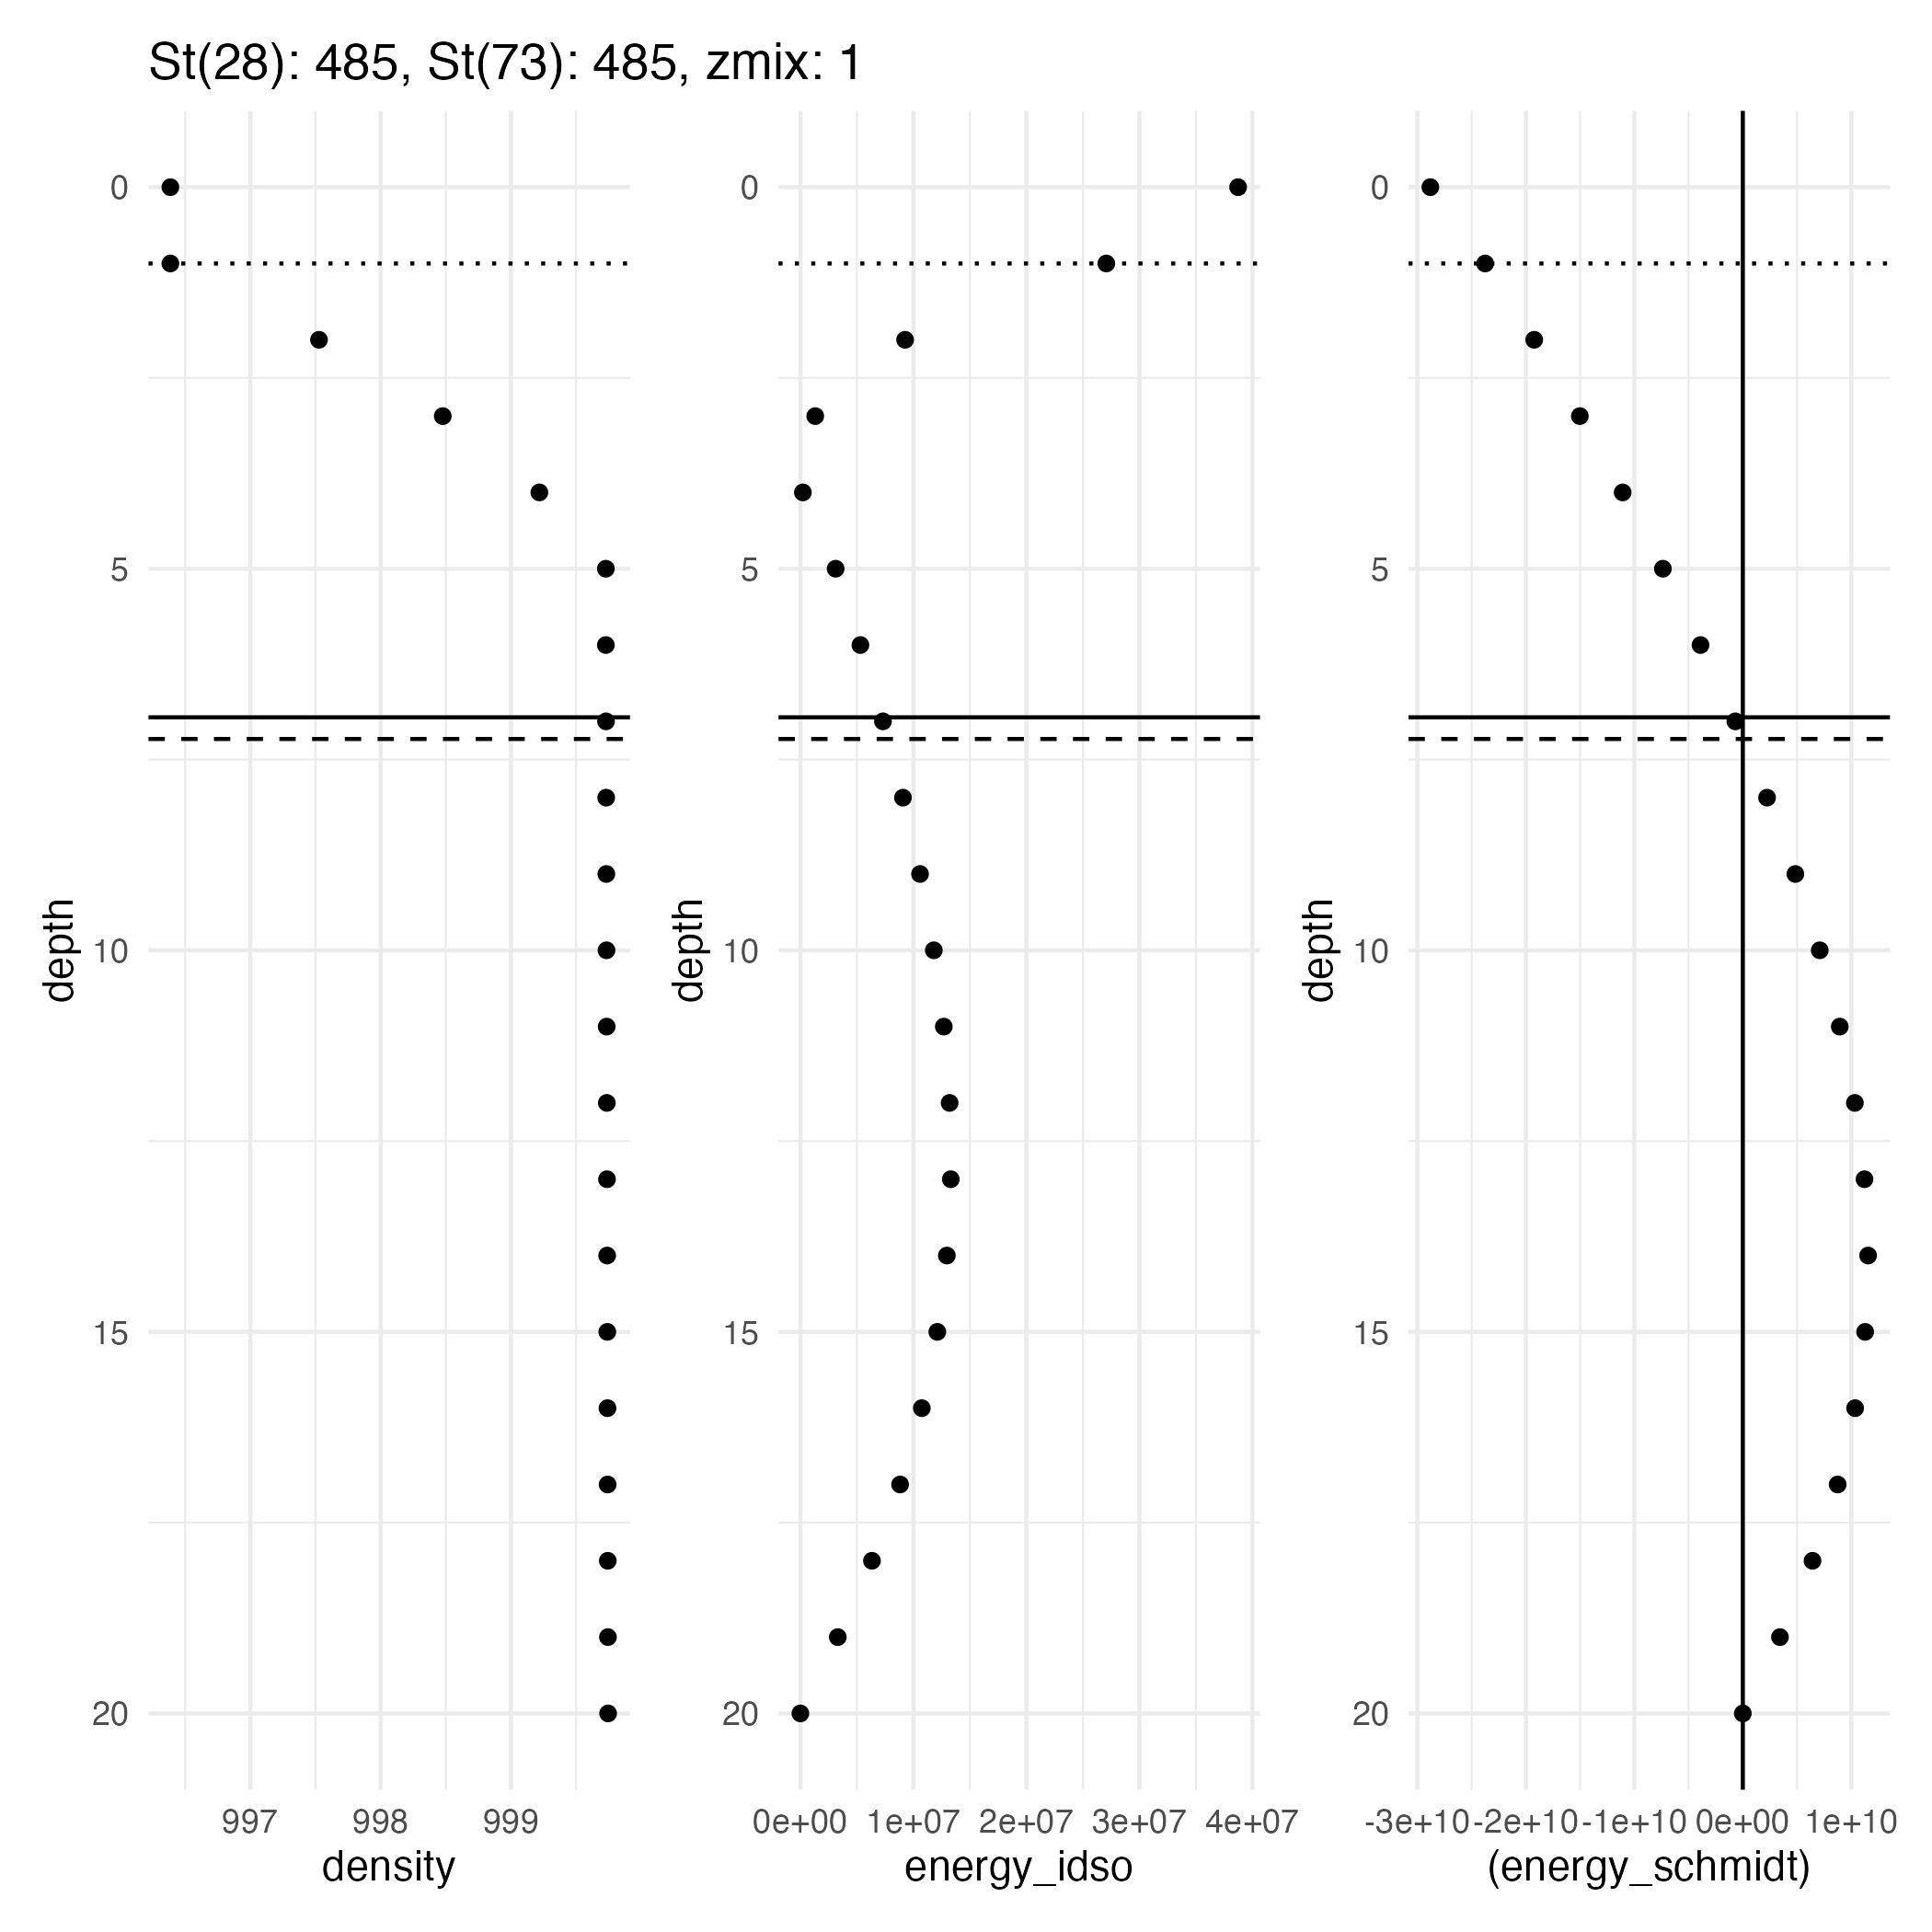 St(28): 485, St(73): 485, zmix: 1
depth
0
5
10
15
20
997 998 999
density
depth
0
5
10
15
20
0e+00 1e+07 2e+07 3e+07 4e+07
energy_idso
depth
0
5
10
15
20
-3e+10 -2e+10 -1e+10 0e+00 1e+10
(energy_schmidt)